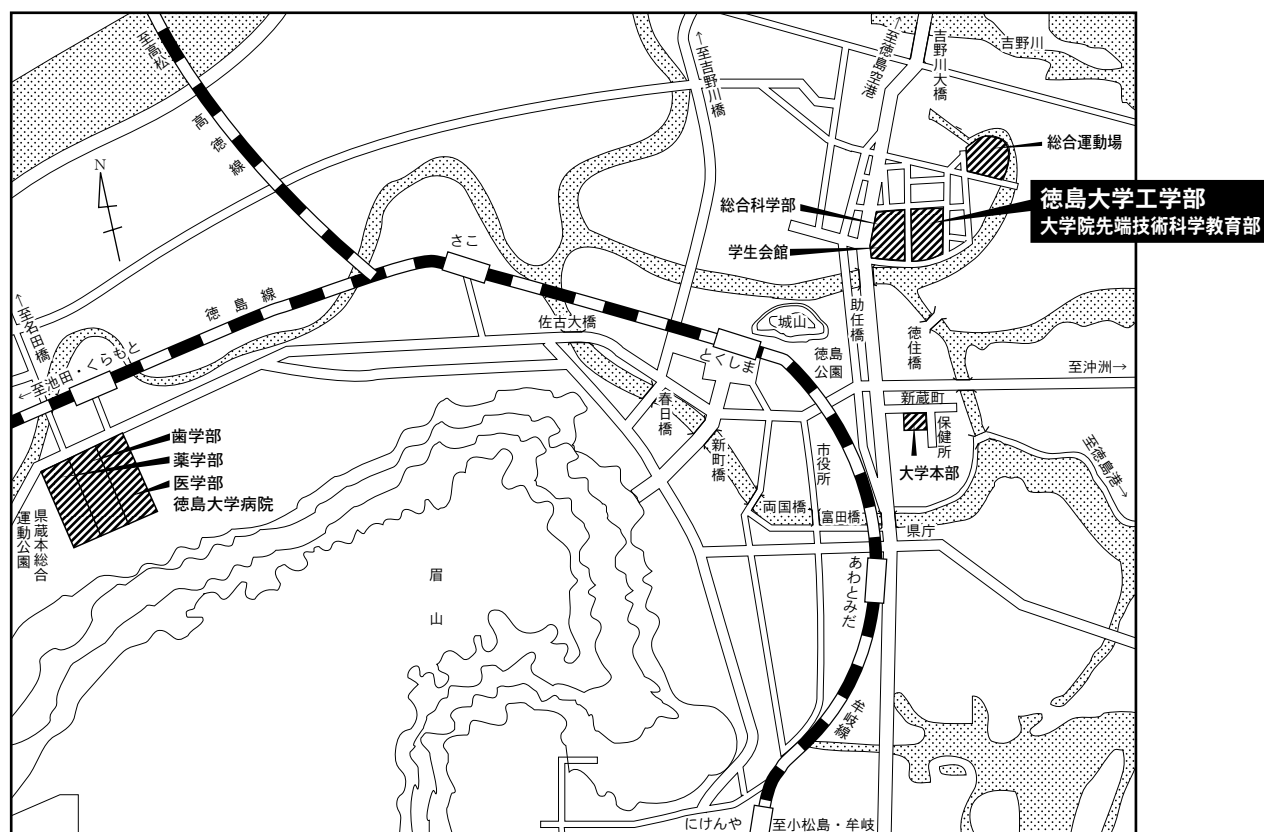 至高松
高徳線
N
←至吉野川橋
←至徳島空港
吉野川大橋
吉野川
総合運動場
徳島大学工学部
大学院先端技術科学教育部
総合科学部
学生会館
さこ
徳島線
←至名田橋
←至池田・くらもと
佐古大橋
城山
とくしま
徳島
公園
助任橋
徳住橋
至沖洲→
新蔵町
保健所
大学本部
春日橋
新町橋
市役所
両国橋
富田橋
県庁
至徳島港→
歯学部
薬学部
医学部
徳島大学病院
県蔵本総合
運動公園
眉山
あわとみだ
牟岐線
にけんや
至小松島・牟岐